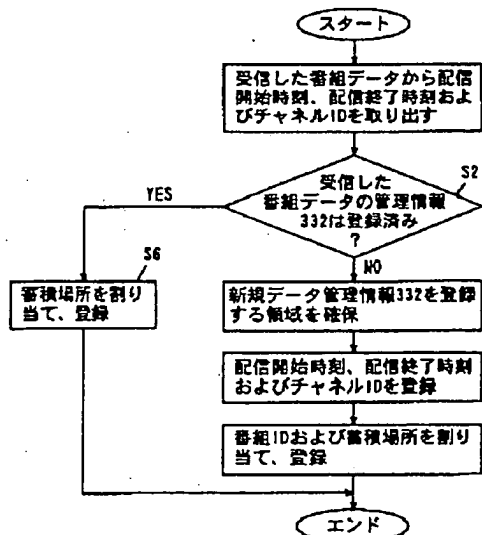 スタート
受信した番組データから配信
開始時刻、配信終了時刻およ
びチャネルIDを取り出す
S2
受信した
番組データの管理情報
332は登録済み
?
YES
NO
S6
蓄積場所を割り
当て、登録
新規データ管理情報332を登録
する領域を確保
配信開始時刻、配信終了時刻
およびチャネルIDを登録
番組IDおよび蓄積場所を割り
当て、登録
エンド